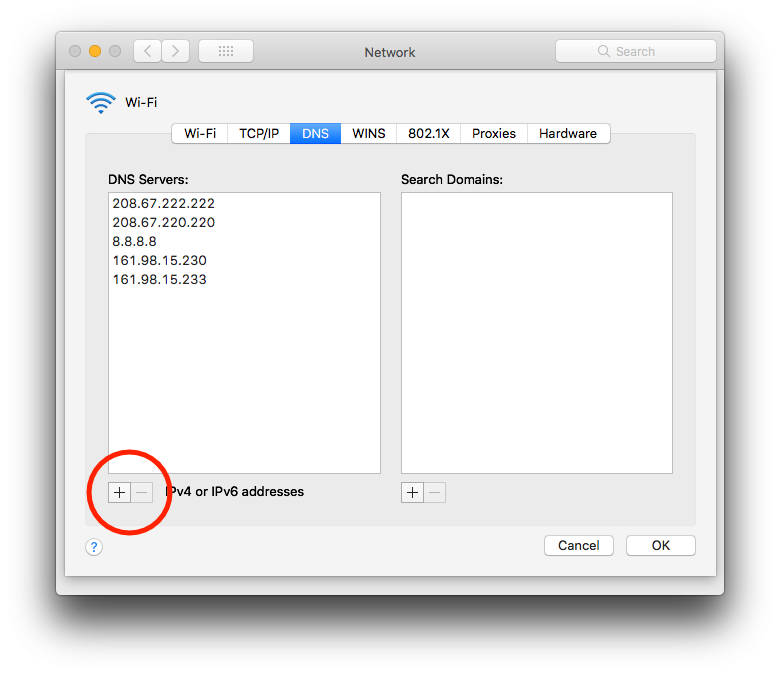 Network
Search
Wi-Fi
Wi-Fi TCP/IP DNS WINS 802.1X Proxies Hardware
DNS Servers:
208.67.222.222
208.67.220.220
8.8.8.8
161.98.15.230
161.98.15.233
Search Domains:
+ − IPv4 or IPv6 addresses
+ −
?
Cancel
OK